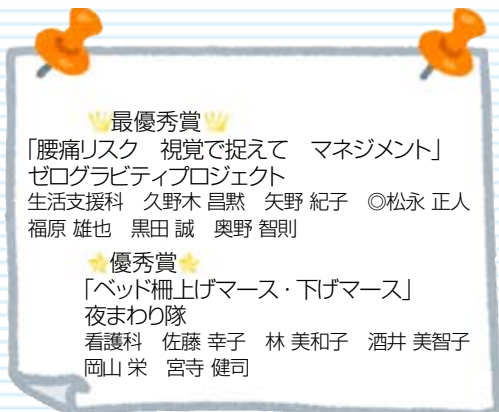 最優秀賞
「腰痛リスク 視覚で捉えて マネジメント」
ゼログラビティプロジェクト
生活支援科 久野木 昌黙 矢野 紀子 ◎松永 正人
福原 雄也 黒田 誠 奥野 智則
優秀賞
「ベッド柵上げマース・下げマース」
夜まわり隊
看護科 佐藤 幸子 林 美和子 酒井 美智子
岡山 栄 宮寺 健司